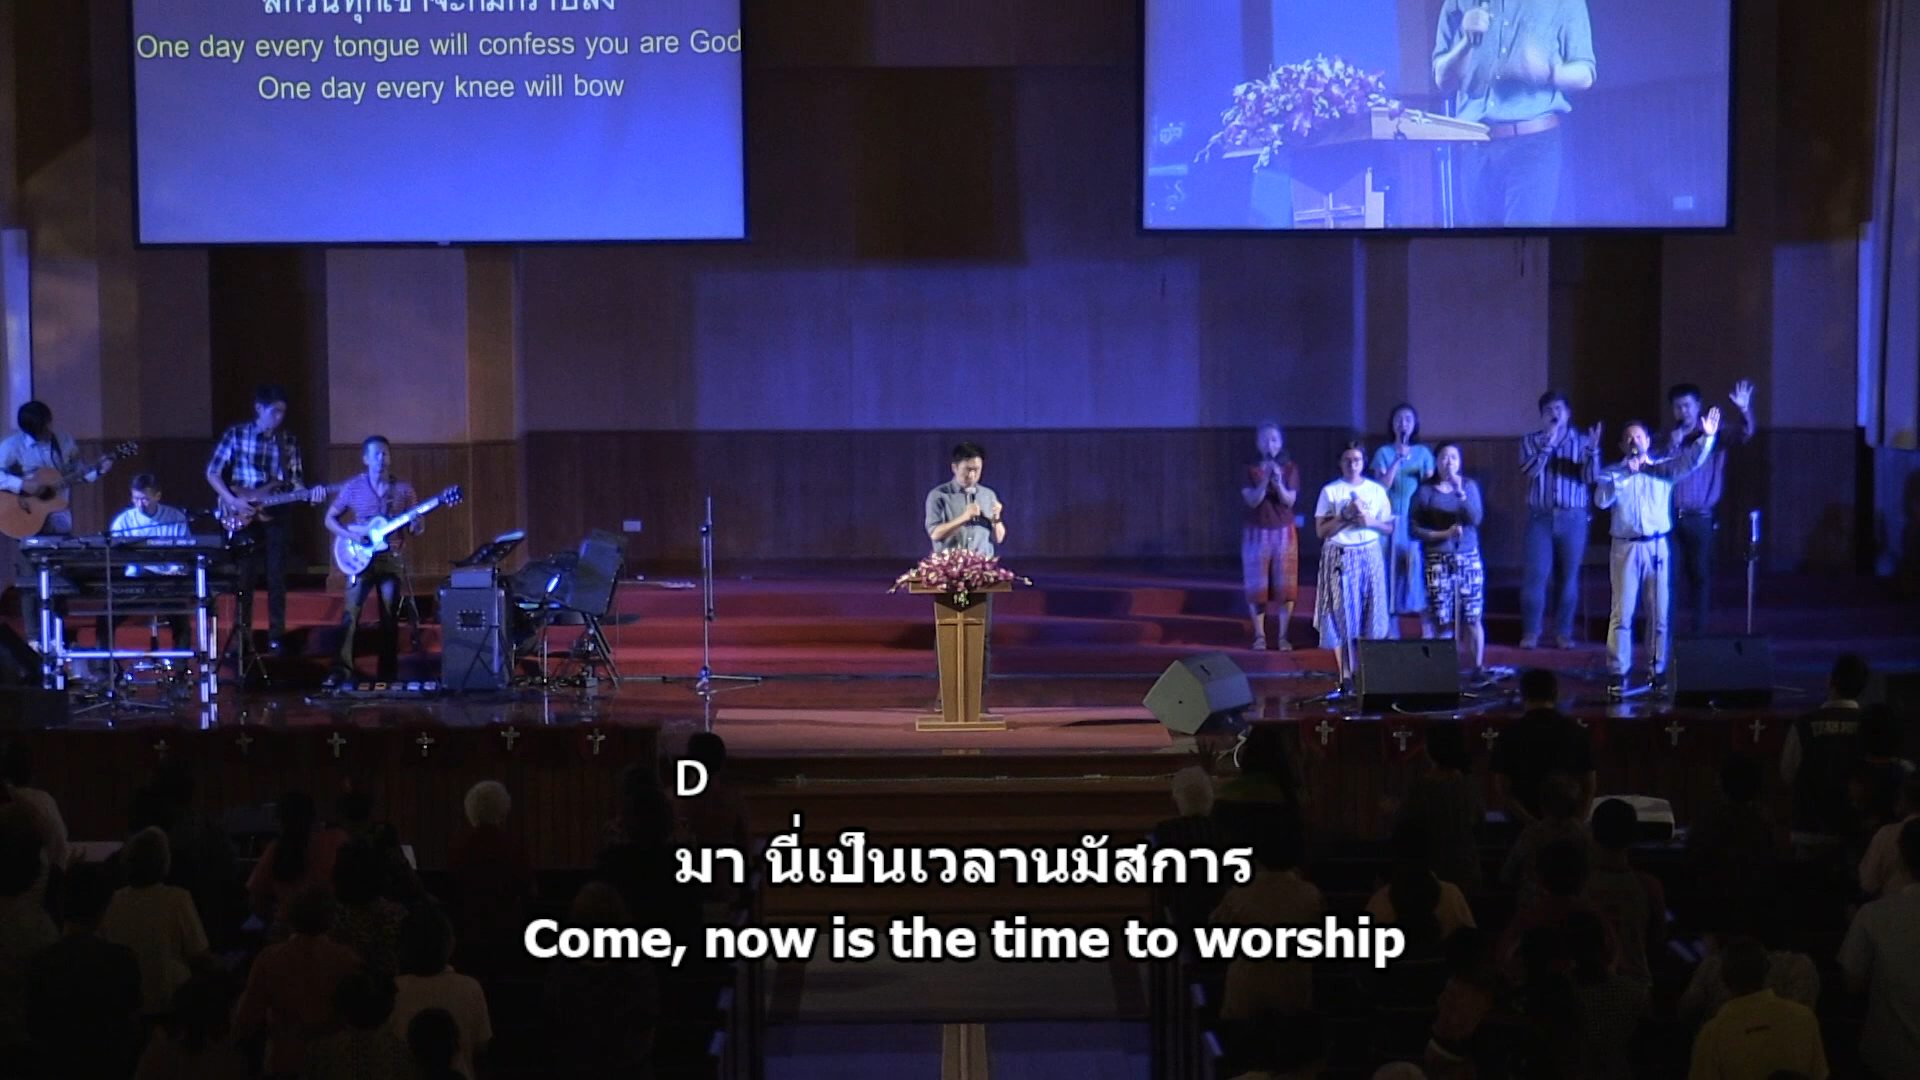 One day every tongue will confess you are God
One day every knee will bow
Roland
D
มา นี่เป็นเวลานมัสการ
Come, now is the time to worship